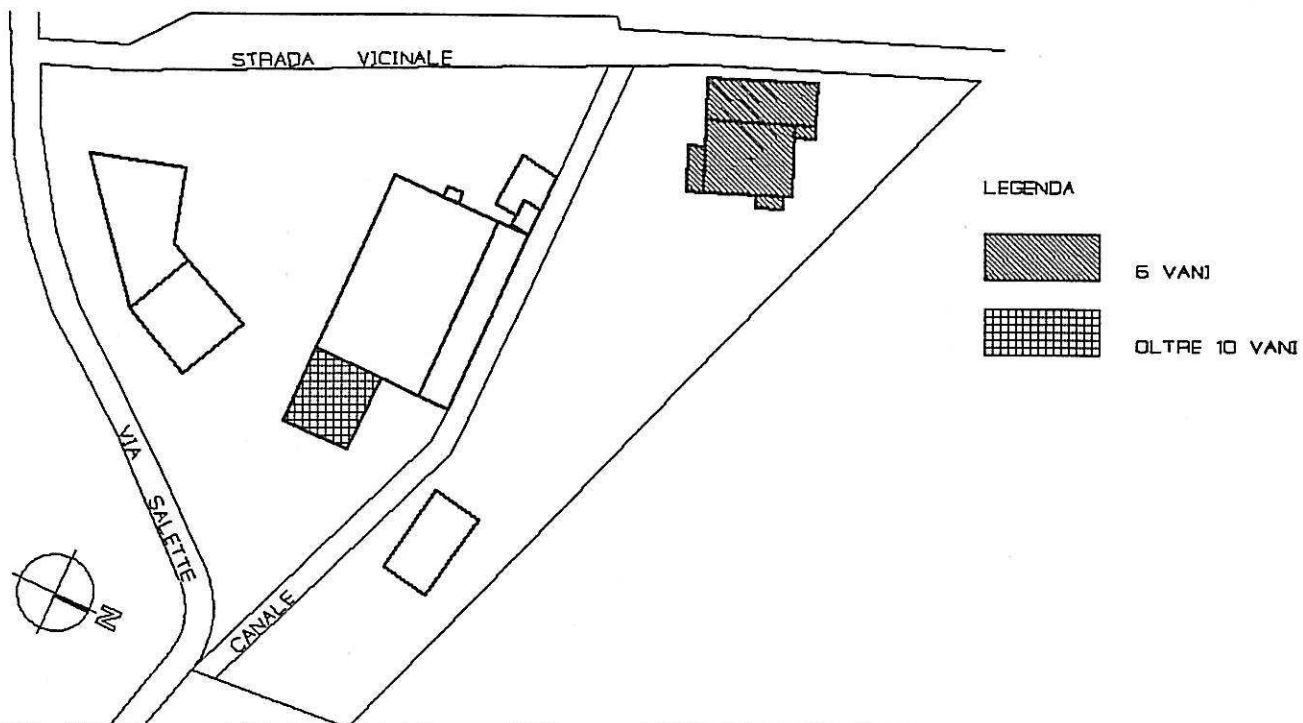 STRADA VICINALE
LEGENDA
6 VANI
OLTRE 10 VANI
VIA SALETTE
CANALE
N